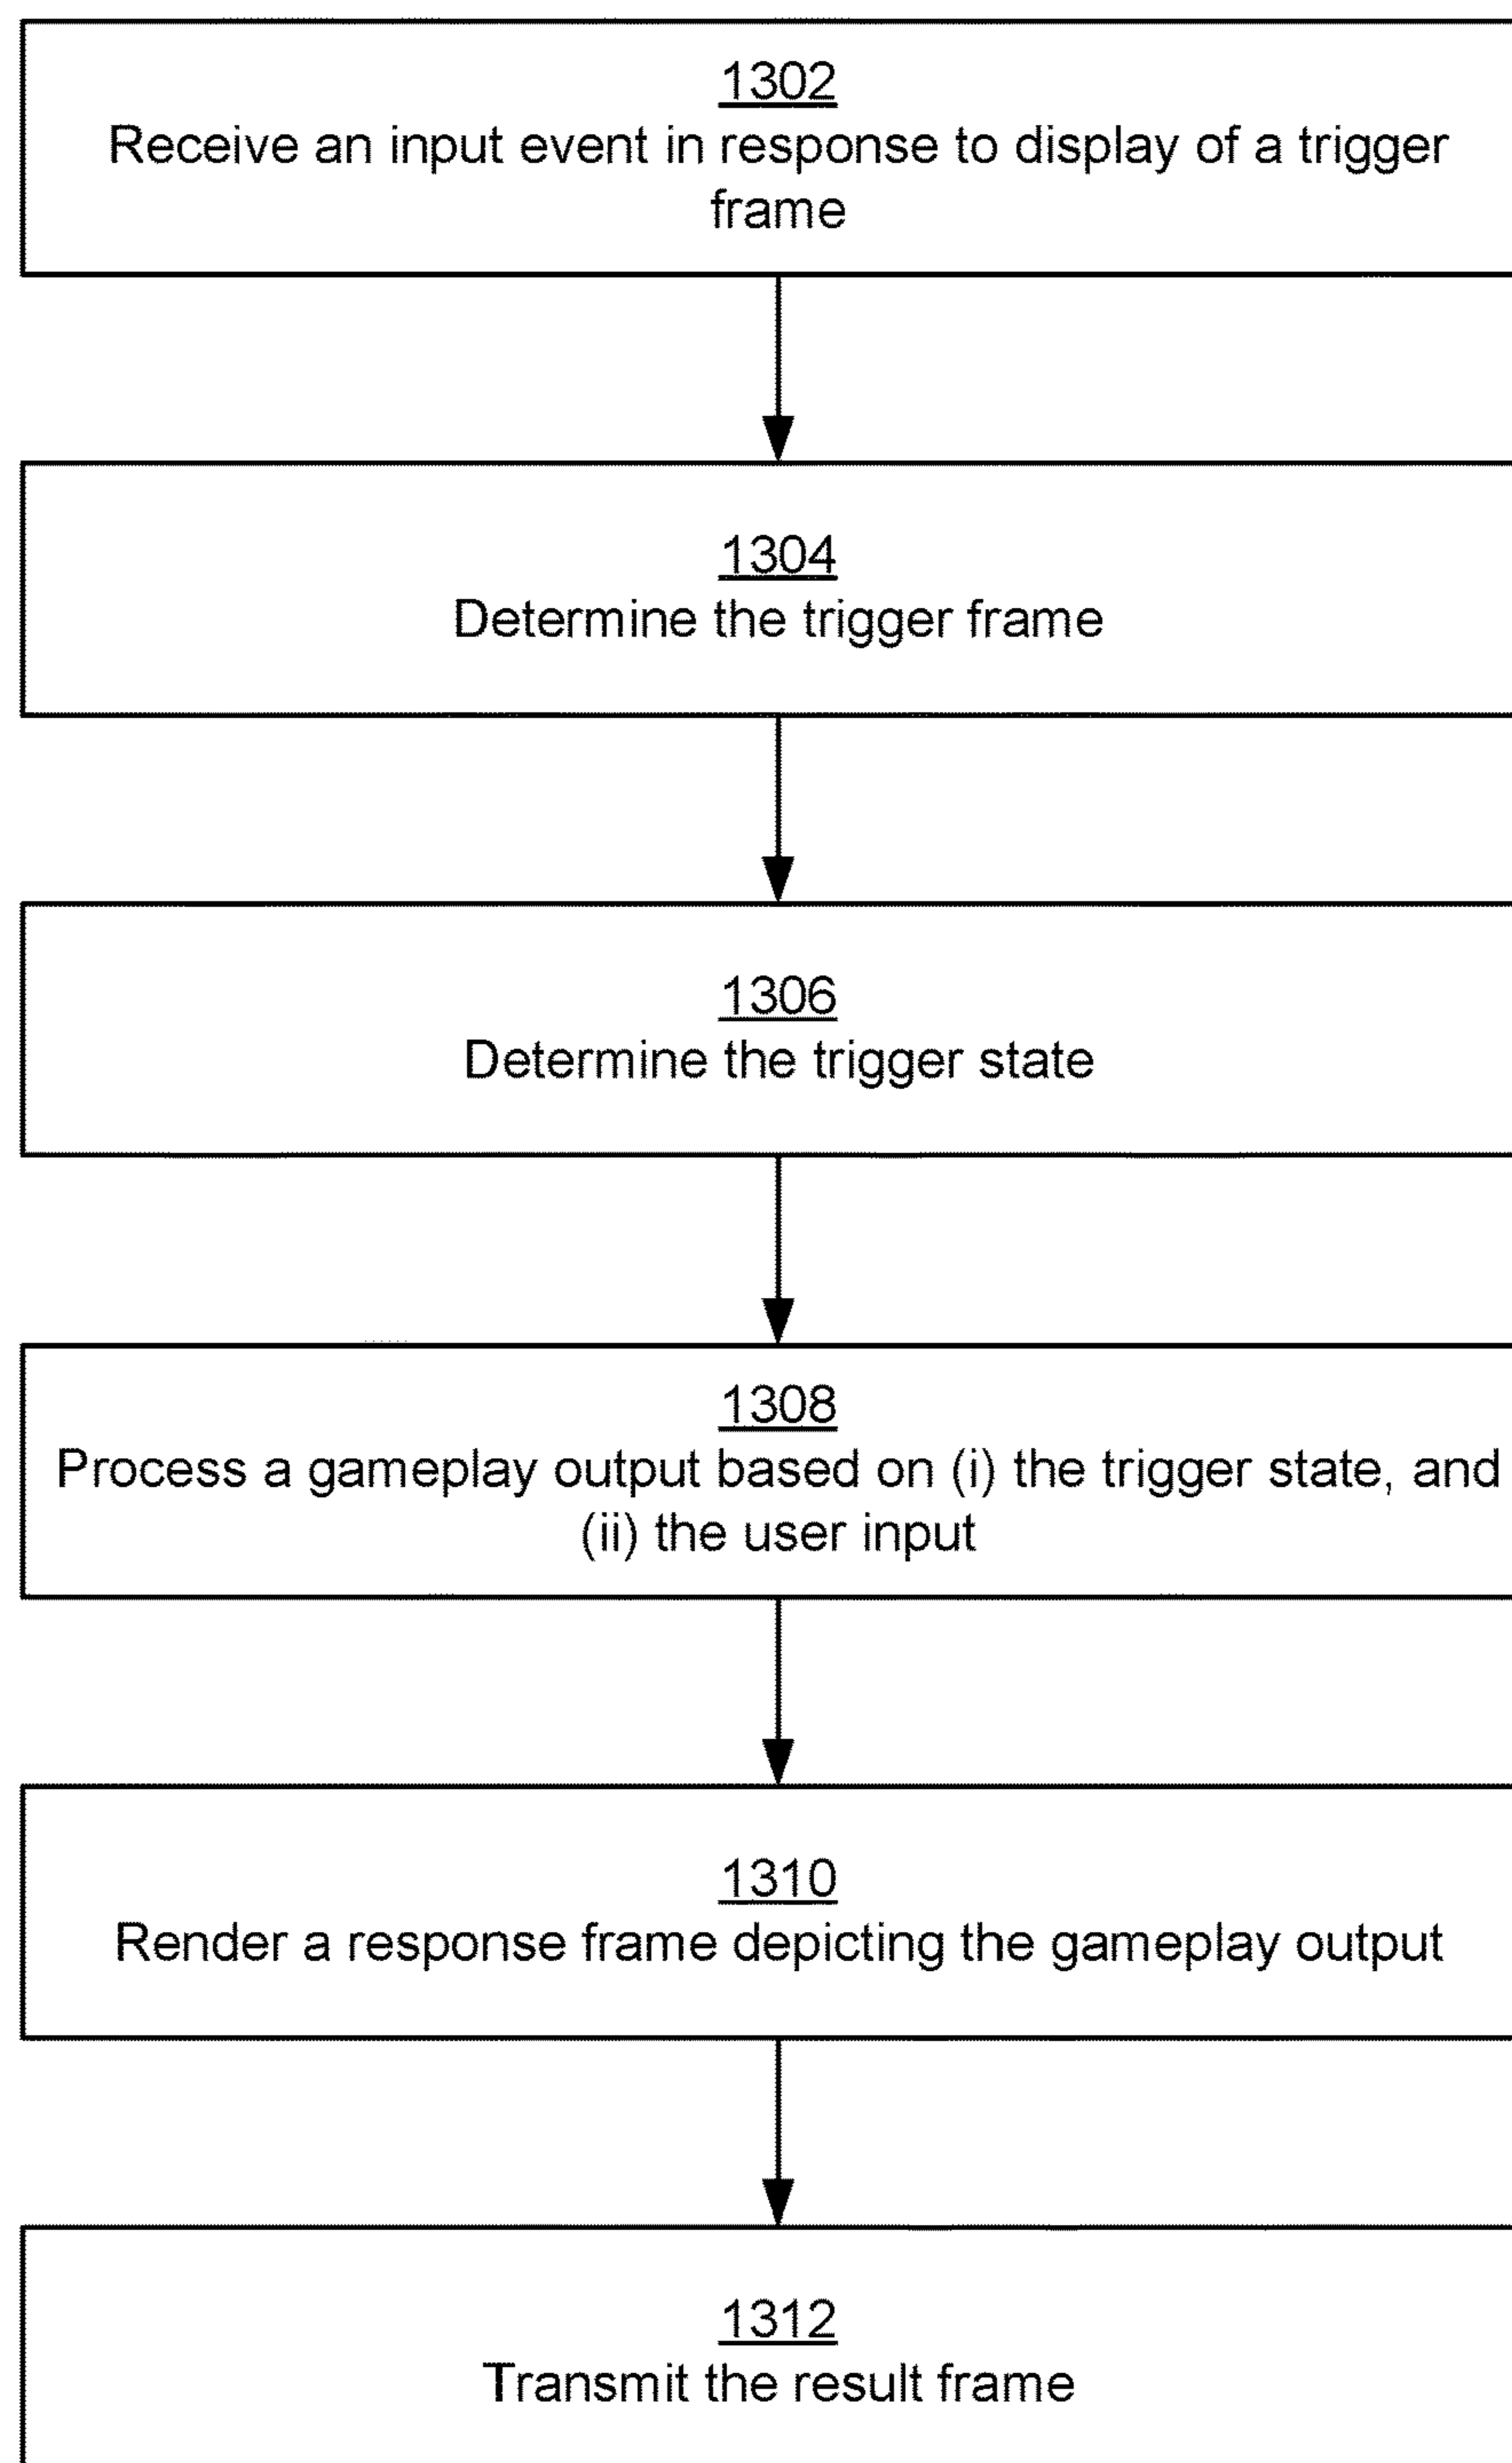 1302
Receive an input event in response to display of a trigger
frame
1304
Determine the trigger frame
1306
Determine the trigger state
1308
Process a gameplay output based on (i) the trigger state, and
(ii) the user input
1310
Render a response frame depicting the gameplay output
1312
Transmit the result frame